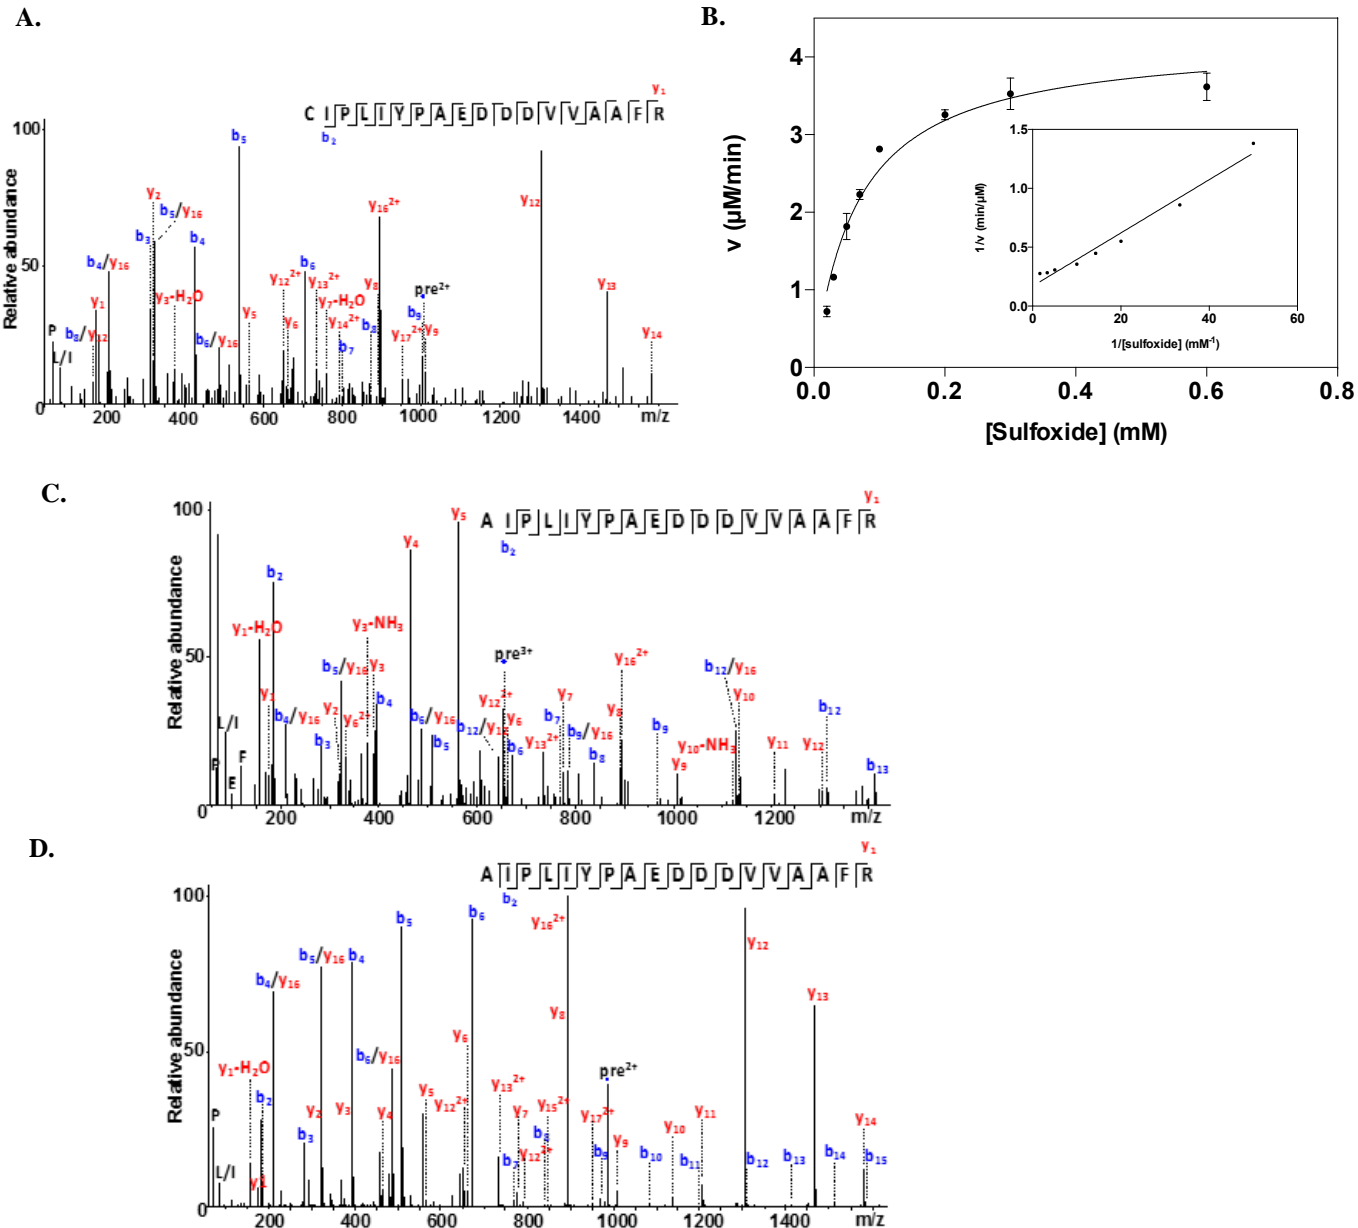 A.
y1
C I P L I Y P A E D D D V V A A F R
b2
Relative abundance
100
50
0
P
L/I
b8/y12
y1
b4/y16
b3
y2
b5/y16
y3-H2O
b4
b6/y16
b5
y5
y12 2+
y6
b6
y13 2+
y7-H2O
y14 2+
b7
b8
y8
y16 2+
y17 2+
b9
pre2+
y9
y12
y13
y14
200 400 600 800 1000 1400 m/z
B.
v (µM/min)
4
3
2
1
0
0.0 0.2 0.4 0.6 0.8
[Sulfoxide] (mM)
1/v (min/µM)
1.5
1.0
0.5
0.0
0 20 40 60
1/[sulfoxide] (mM-1)
C.
y1
A I P L I Y P A E D D D V V A A F R
b2
Relative abundance
100
50
0
P
L/I
E
F
y1-H2O
y1
b2
b4/y16
b3
y2
b5/y16
y6 2+
y3-NH3
y3
b4
y4
b6/y16
b5
y5
b12/y16
y12 2+
pre3+
y6
b6
y13 2+
b7
y7
b9/y16
b8
y8
y16 2+
b9
y9
y10-NH3
b12/y16
y10
y11
y12
b12
b13
200 400 600 800 1000 1200 m/z
D.
y1
A I P L I Y P A E D D D V V A A F R
b2
Relative abundance
100
50
0
P
L/I
y1-H2O
y1
b2
b4/y16
b3
y2
b5/y16
y3
b4
y4
b6/y16
b5
y5
y12 2+
y6
b6
y13 2+
b7
y7
y12 2+
b8
y15 2+
y8
y16 2+
y17 2+
b9
pre2+
y9
b10
y10
b11
y11
y12
b12
b13
y13
b14
y14
b15
200 400 600 800 1000 1200 1400 m/z